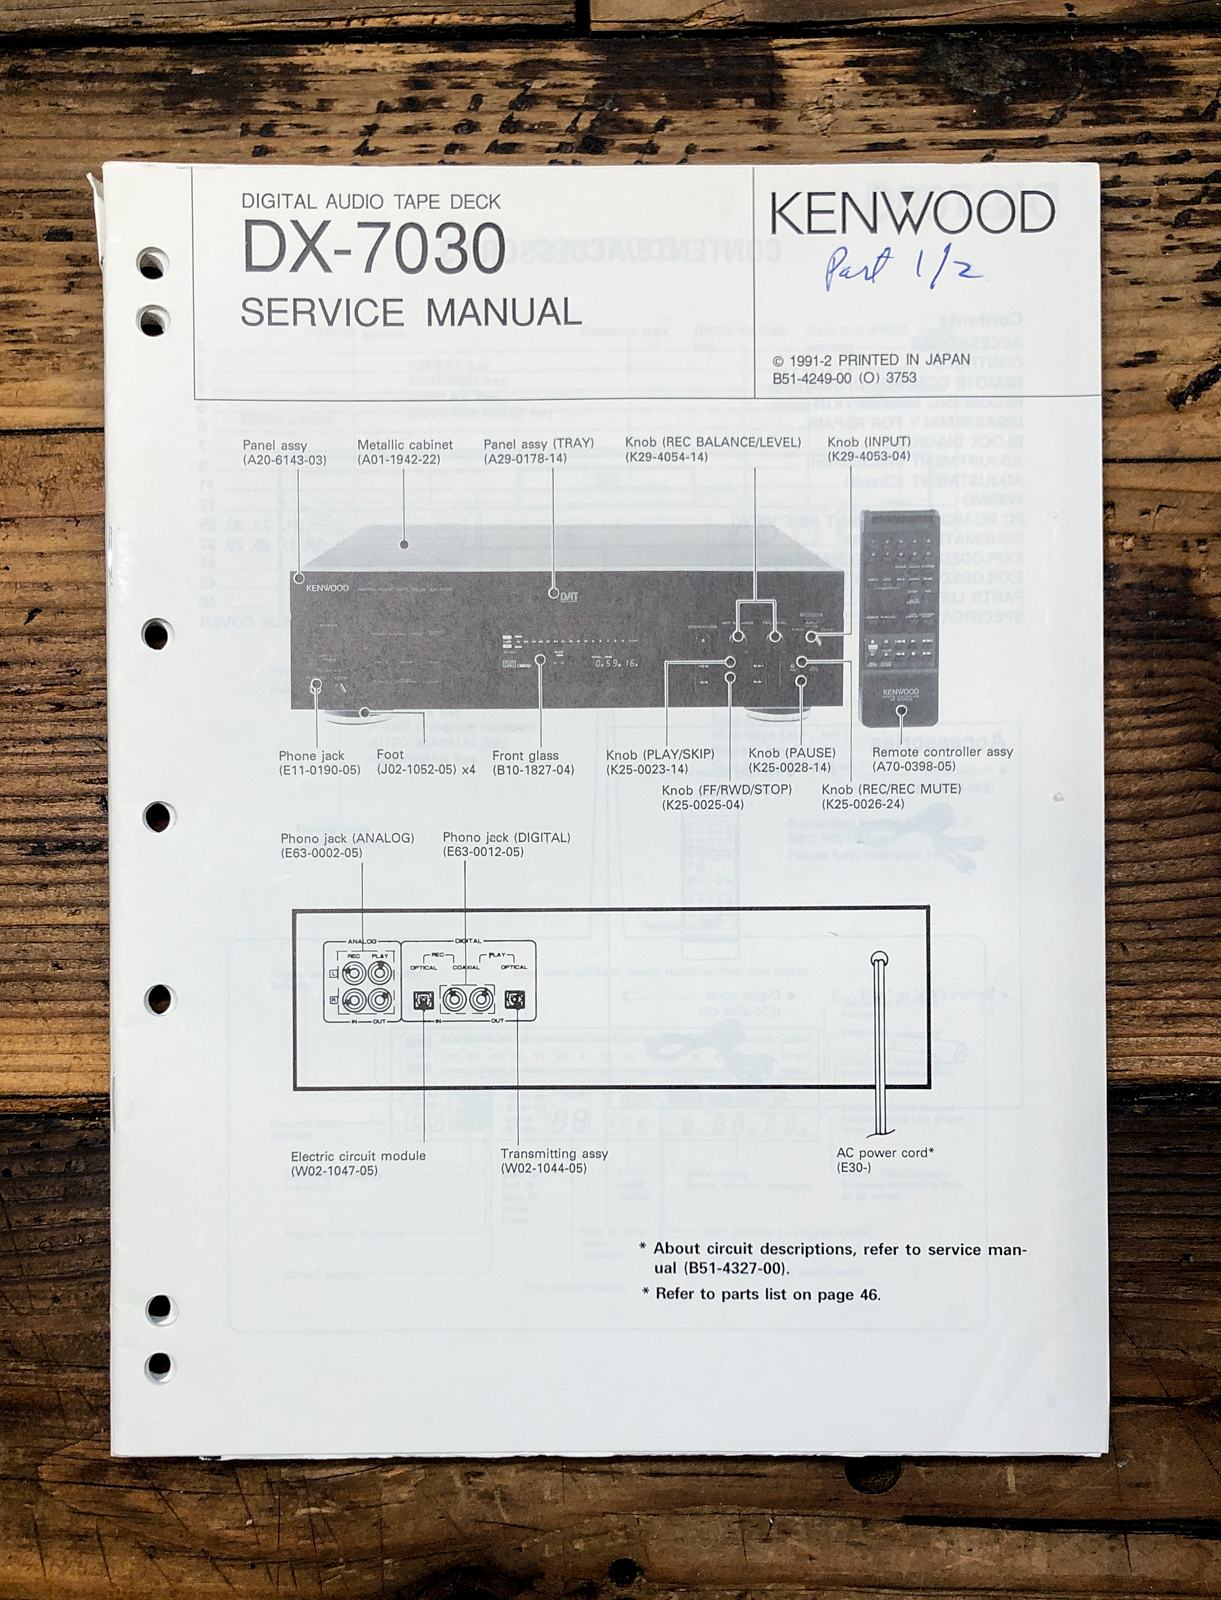 DIGITAL AUDIO TAPE DECK
DX-7030
SERVICE MANUAL
KENWOOD
Part 1/2
© 1991-2 PRINTED IN JAPAN
B51-4249-00 (O) 3753
Panel assy
(A20-6143-03)
Metallic cabinet
(A01-1942-22)
Panel assy (TRAY)
(A29-0178-14)
Knob (REC BALANCE/LEVEL)
(K29-4054-14)
Knob (INPUT)
(K29-4053-04)
KENWOOD
DAT
0.59.16.
KENWOOD
Phone jack
(E11-0190-05)
Foot
(J02-1052-05) x4
Front glass
(B10-1827-04)
Knob (PLAY/SKIP)
(K25-0023-14)
Knob (PAUSE)
(K25-0028-14)
Remote controller assy
(A70-0398-05)
Knob (FF/RWD/STOP)
(K25-0025-04)
Knob (REC/REC MUTE)
(K25-0026-24)
Phono jack (ANALOG)
(E63-0002-05)
Phono jack (DIGITAL)
(E63-0012-05)
ANALOG
DIGITAL
REC PLAY
REC
PLAY
OPTICAL
COAXIAL
OPTICAL
L
R
IN OUT
IN
OUT
Electric circuit module
(W02-1047-05)
Transmitting assy
(W02-1044-05)
AC power cord*
(E30-)
* About circuit descriptions, refer to service man-
ual (B51-4327-00).
* Refer to parts list on page 46.